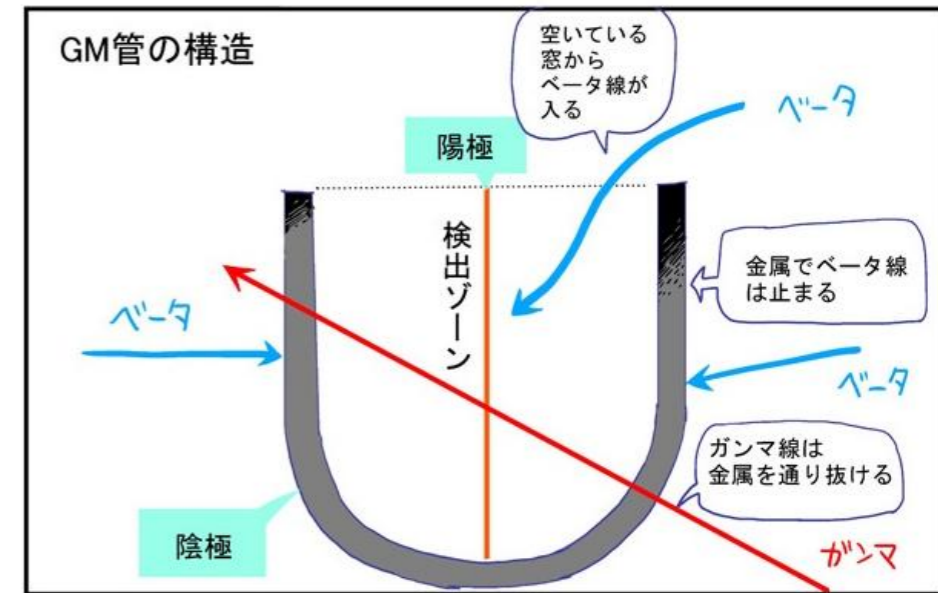 GM管の構造
空いている
窓から
ベータ線が
入る
ベータ
陽極
検出ゾーン
金属でベータ線
は止まる
ベータ
ベータ
ガンマ線は
金属を通り抜ける
陰極
ガンマ